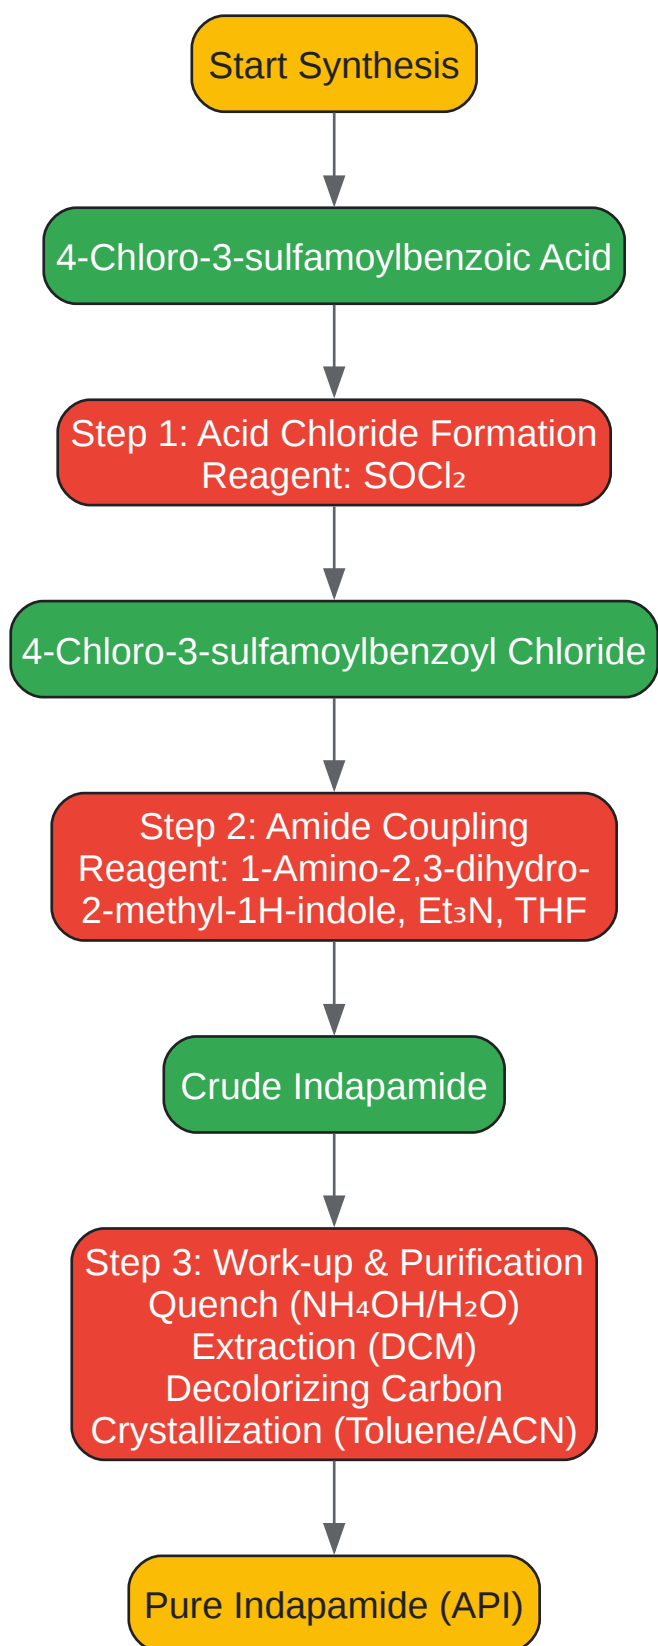 Start Synthesis
4-Chloro-3-sulfamoylbenzoic Acid
Step 1: Acid Chloride Formation
Reagent: SOCl₂
4-Chloro-3-sulfamoylbenzoyl Chloride
Step 2: Amide Coupling
Reagent: 1-Amino-2,3-dihydro-
2-methyl-1H-indole, Et₃N, THF
Crude Indapamide
Step 3: Work-up & Purification
Quench (NH₄OH/H₂O)
Extraction (DCM)
Decolorizing Carbon
Crystallization (Toluene/ACN)
Pure Indapamide (API)